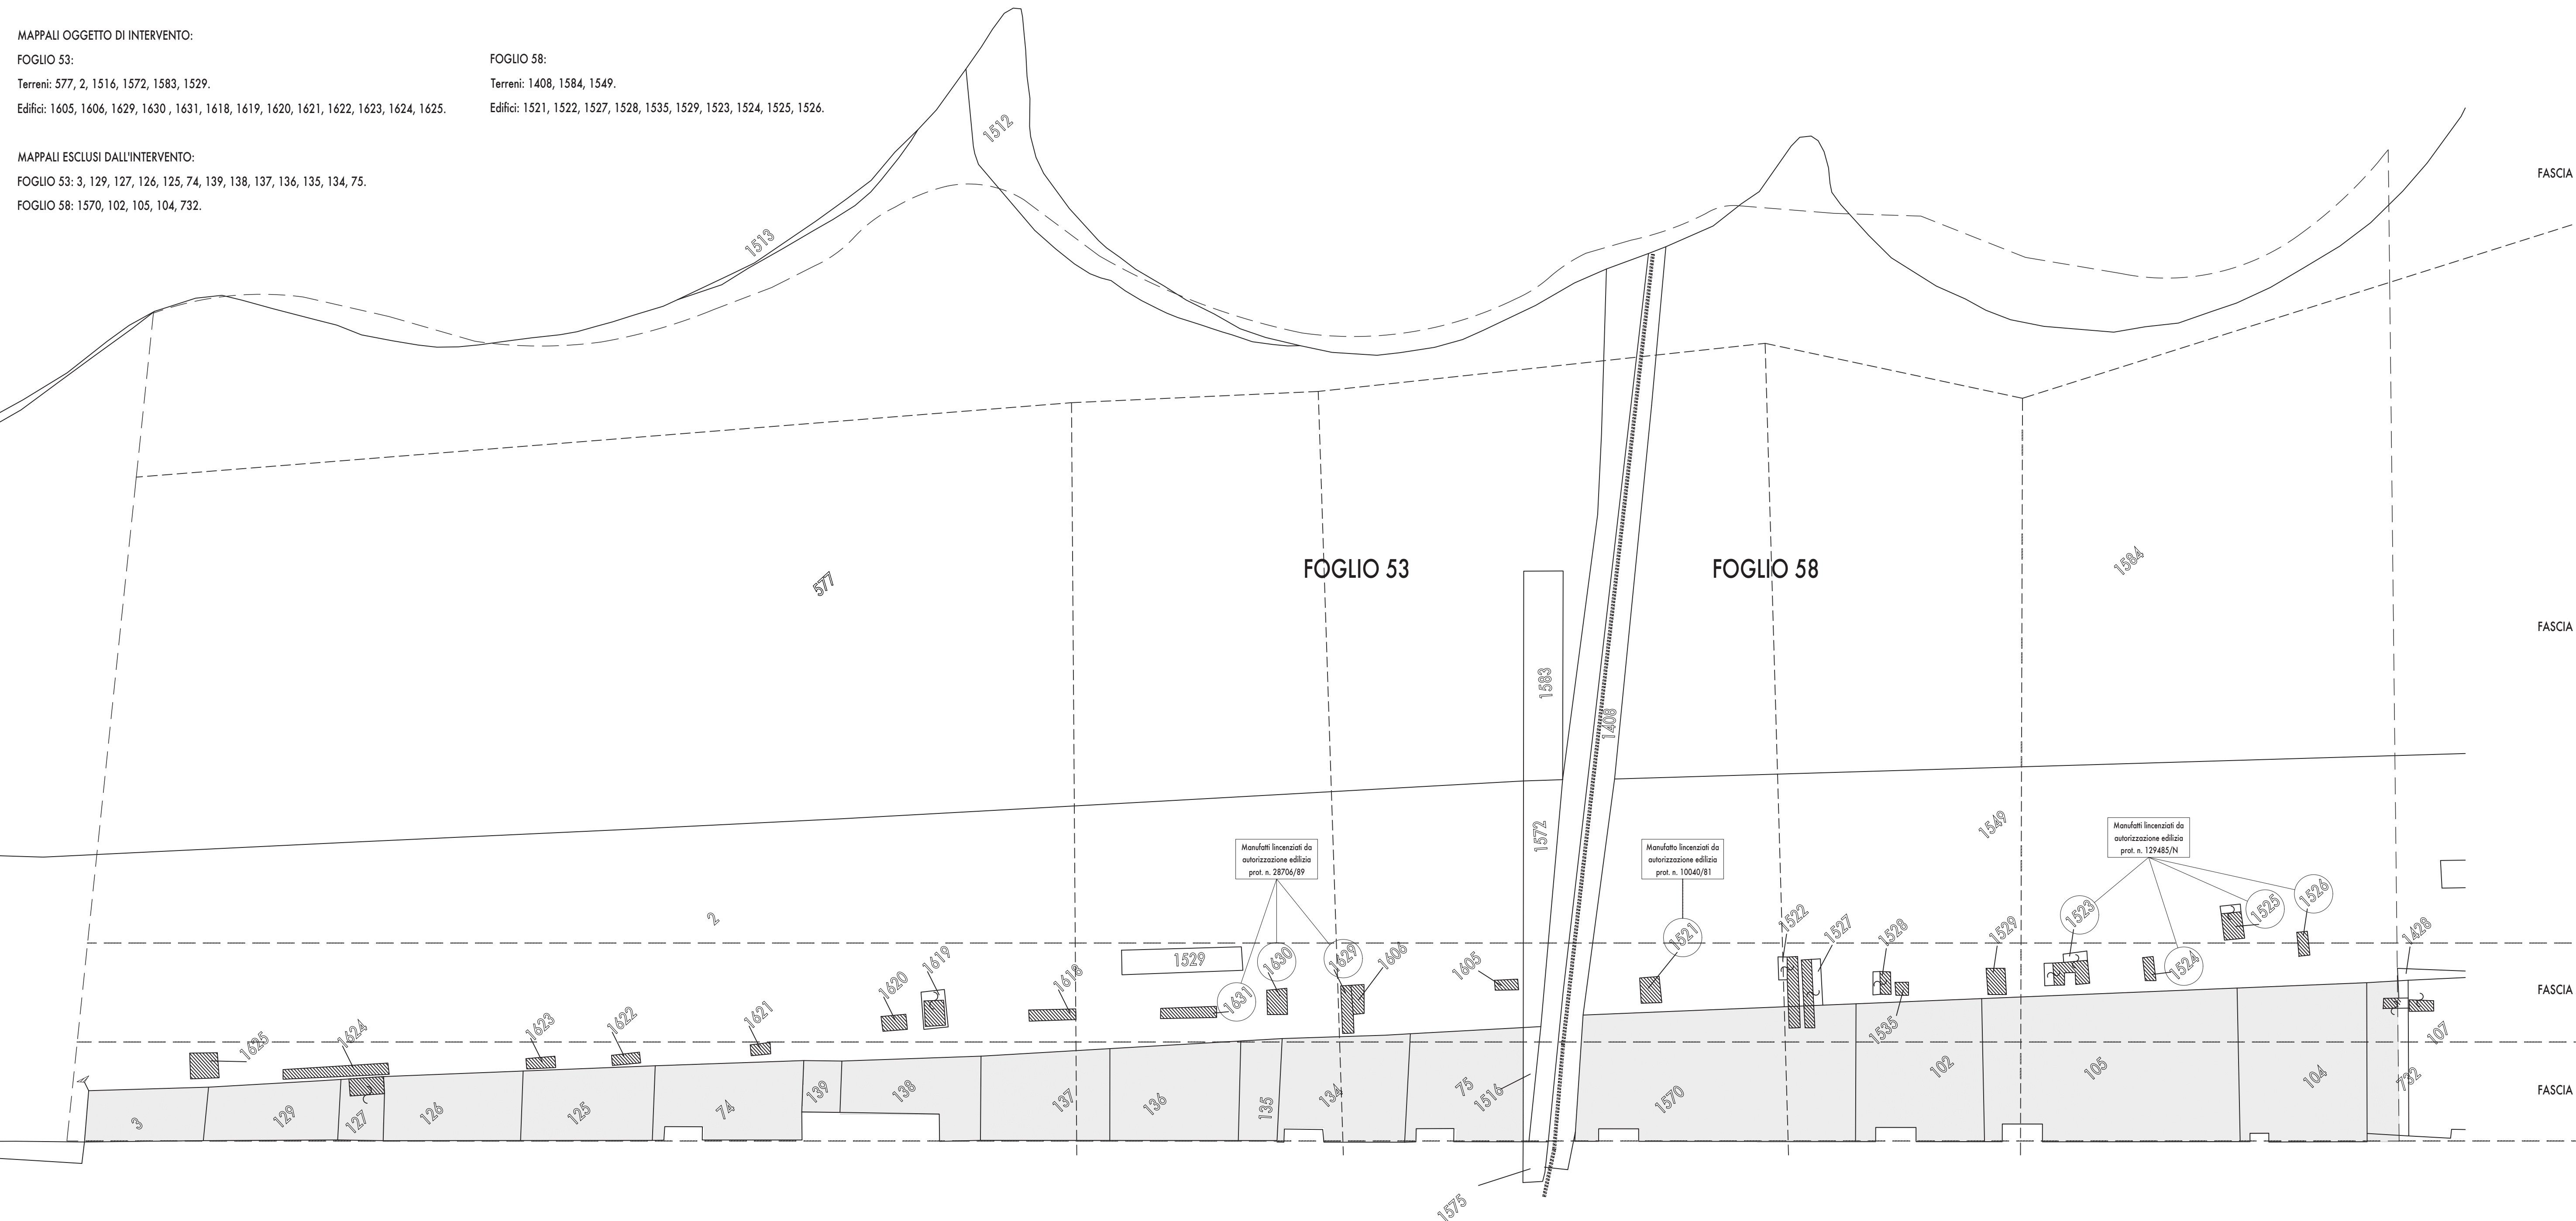 MAPPALI OGGETTO DI INTERVENTO:
FOGLIO 53:
Terreni: 577, 2, 1516, 1572, 1583, 1529.
Edifici: 1605, 1606, 1629, 1630 , 1631, 1618, 1619, 1620, 1621, 1622, 1623, 1624, 1625.
FOGLIO 58:
Terreni: 1408, 1584, 1549.
Edifici: 1521, 1522, 1527, 1528, 1535, 1529, 1523, 1524, 1525, 1526.
MAPPALI ESCLUSI DALL'INTERVENTO:
FOGLIO 53: 3, 129, 127, 126, 125, 74, 139, 138, 137, 136, 135, 134, 75.
FOGLIO 58: 1570, 102, 105, 104, 732.
1512
1513
FASCIA
577
FOGLIO 53
FOGLIO 58
1584
FASCIA
1583
1408
1572
1549
Manufatti lincenziati da
autorizzazione edilizia
prot. n. 28706/89
Manufatto lincenziato da
autorizzazione edilizia
prot. n. 10040/81
Manufatti lincenziati da
autorizzazione edilizia
prot. n. 129485/N
2
1625
1624
1623
1622
1621
1620
1619
1618
1529
1631
1630
1629
1606
1605
1521
1522
1527
1528
1535
1529
1523
1524
1525
1526
1428
FASCIA
107
3
129
127
126
125
74
139
138
137
136
135
134
75
1516
1570
102
105
104
732
FASCIA
1575